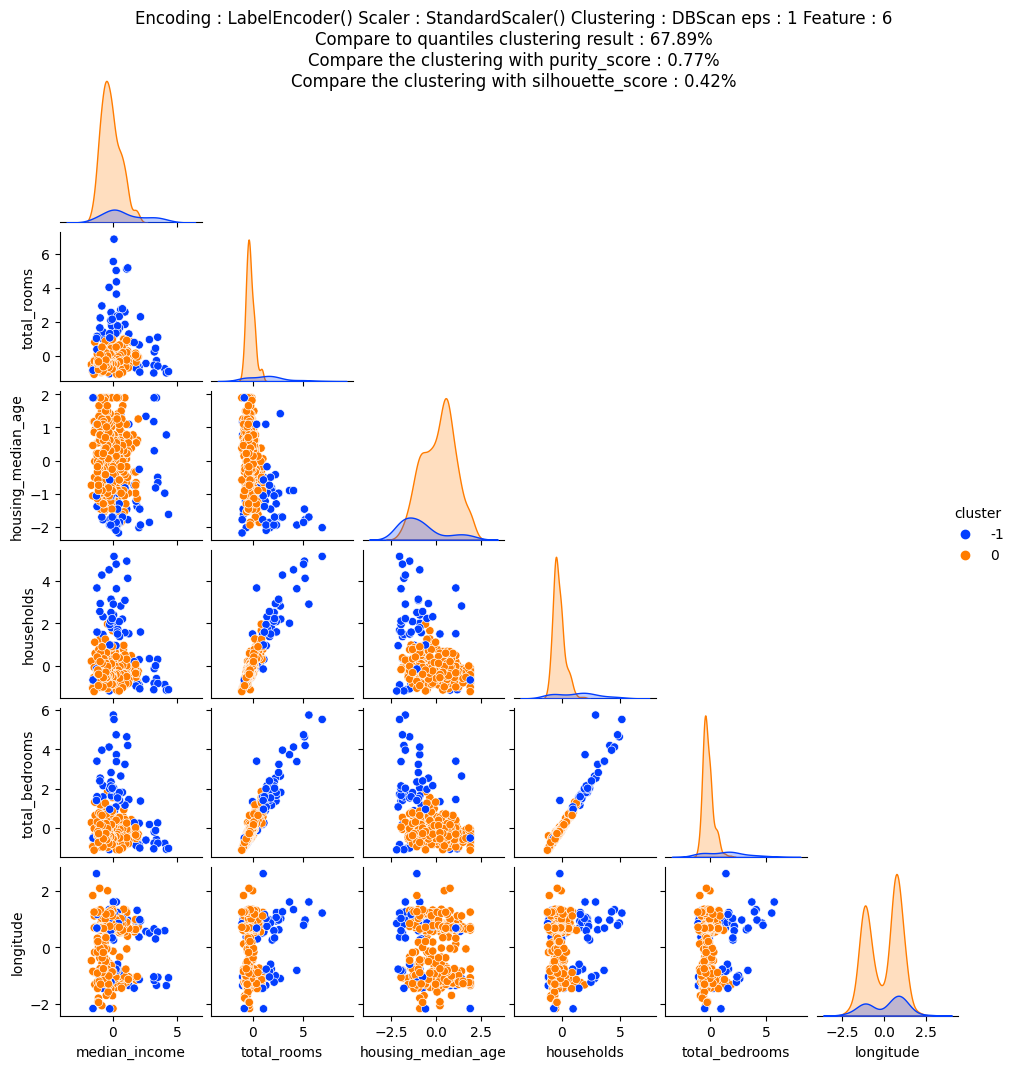 Encoding : LabelEncoder() Scaler : StandardScaler() Clustering : DBScan eps : 1 Feature : 6
Compare to quantiles clustering result : 67.89%
Compare the clustering with purity_score : 0.77%
Compare the clustering with silhouette_score : 0.42%
total_rooms
6
4
2
0
housing_median_age
2
1
0
−1
−2
cluster
-1
0
households
4
2
0
total_bedrooms
6
4
2
0
longitude
2
0
−2
0 5
0 5
−2.5 0.0 2.5
0 5
0 5
−2.5 0.0 2.5
median_income total_rooms housing_median_age households total_bedrooms longitude